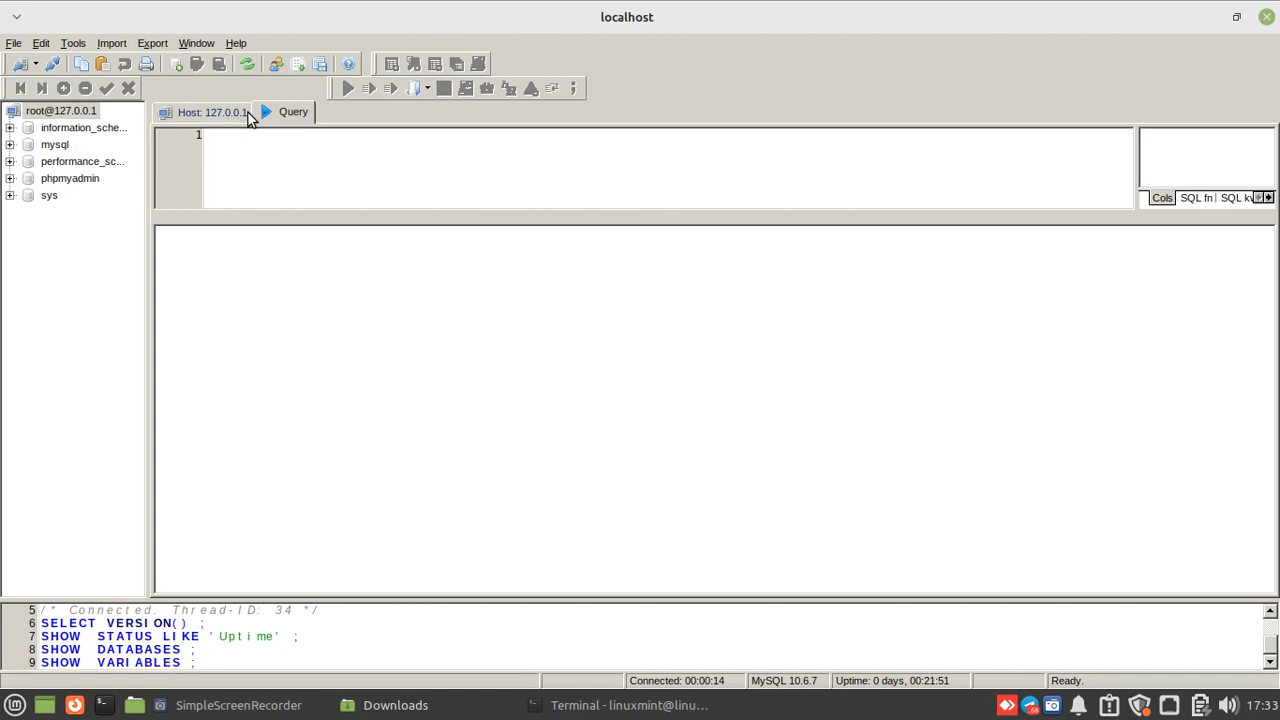 localhost
File Edit Tools Import Export Window Help
root@127.0.0.1
information_sche...
mysql
performance_sc...
phpmyadmin
sys
Host: 127.0.0.1
Query
1
Cols SQL fn
5 /* Connected. Thread-ID: 34 */
6 SELECT VERSION() ;
7 SHOW STATUS LIKE 'Uptime' ;
8 SHOW DATABASES ;
9 SHOW VARIABLES ;
Connected: 00:00:14 MySQL 10.6.7 Uptime: 0 days, 00:21:51 Ready.
SimpleScreenRecorder Downloads Terminal - linuxmint@linu... 17:33